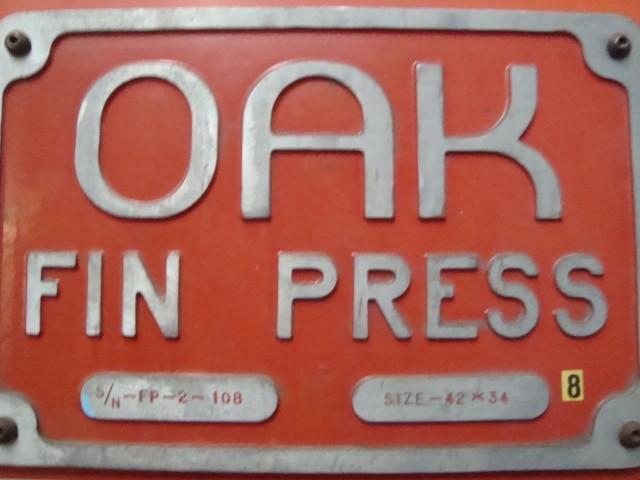 OAK
FIN PRESS
S/N-FP-2-108 SIZE-42×34 8